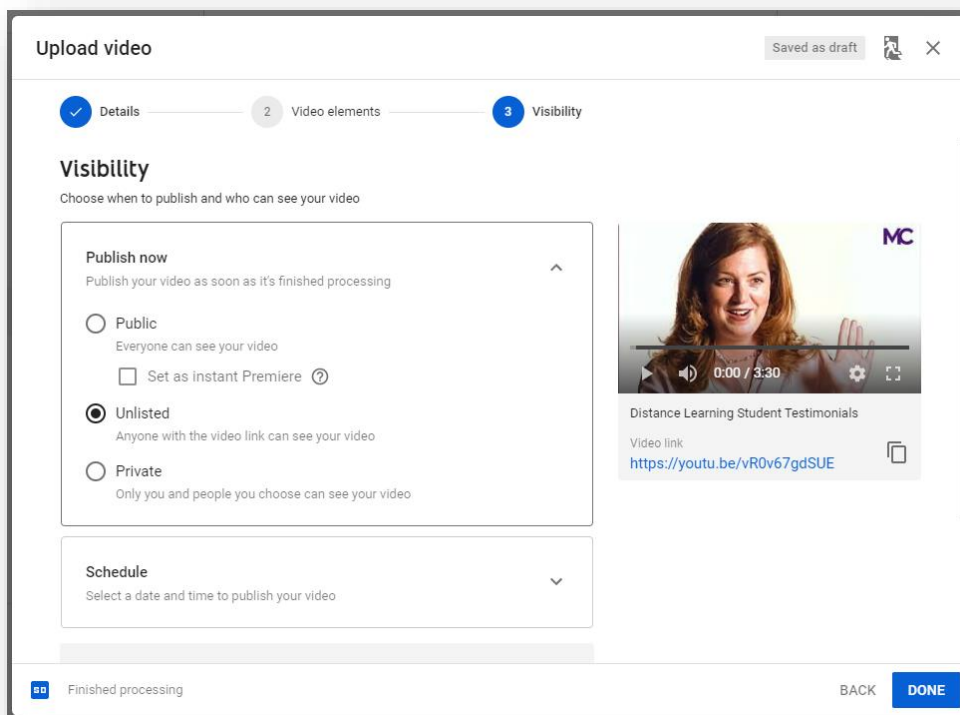 Upload video
Saved as draft
Details
2
Video elements
3
Visibility
Visibility
Choose when to publish and who can see your video
Publish now
Publish your video as soon as it's finished processing
Public
Everyone can see your video
Set as instant Premiere ?
Unlisted
Anyone with the video link can see your video
Private
Only you and people you choose can see your video
Schedule
Select a date and time to publish your video
MC
0:00 / 3:30
Distance Learning Student Testimonials
Video link
https://youtu.be/vR0v67gdSUE
SD
Finished processing
BACK
DONE